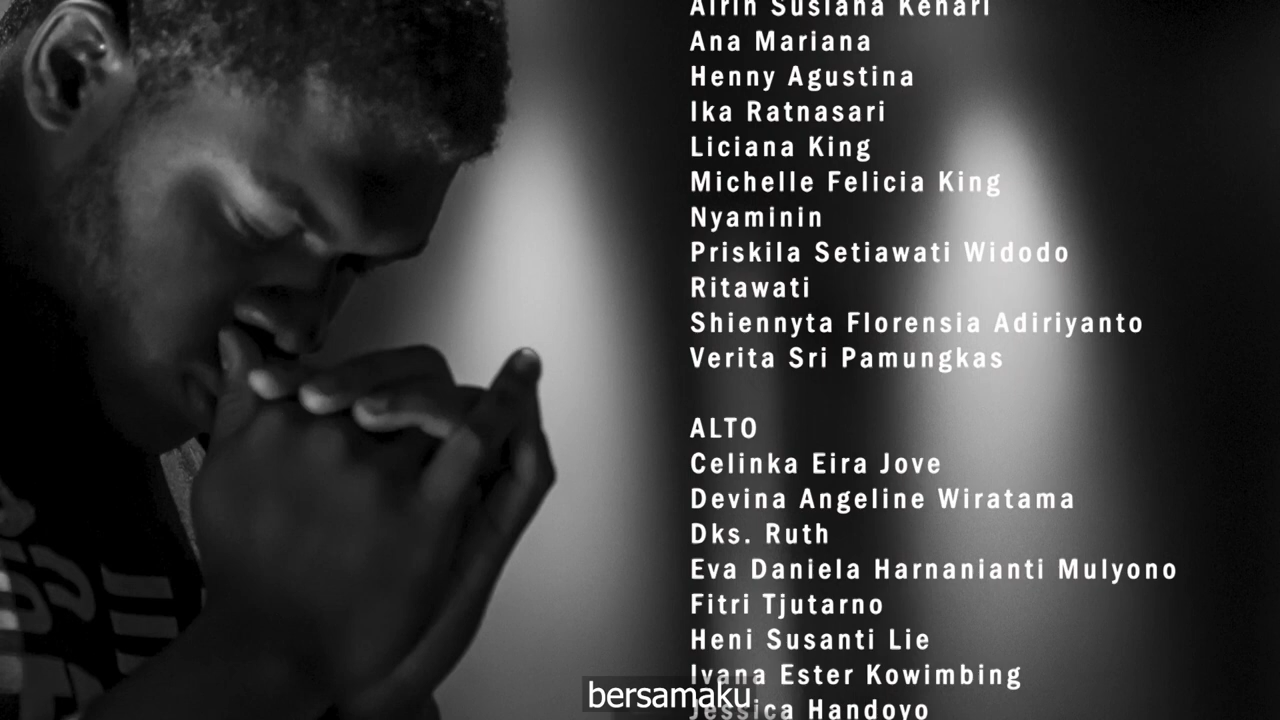 Airin Susiana Kenari
Ana Mariana
Henny Agustina
Ika Ratnasari
Liciana King
Michelle Felicia King
Nyaminin
Priskila Setiawati Widodo
Ritawati
Shiennyta Florensia Adiriyanto
Verita Sri Pamungkas
ALTO
Celinka Eira Jove
Devina Angeline Wiratama
Dks. Ruth
Eva Daniela Harnanianti Mulyono
Fitri Tjutarno
Heni Susanti Lie
Ivana Ester Kowimbing
bersamaku
Jessica Handoyo